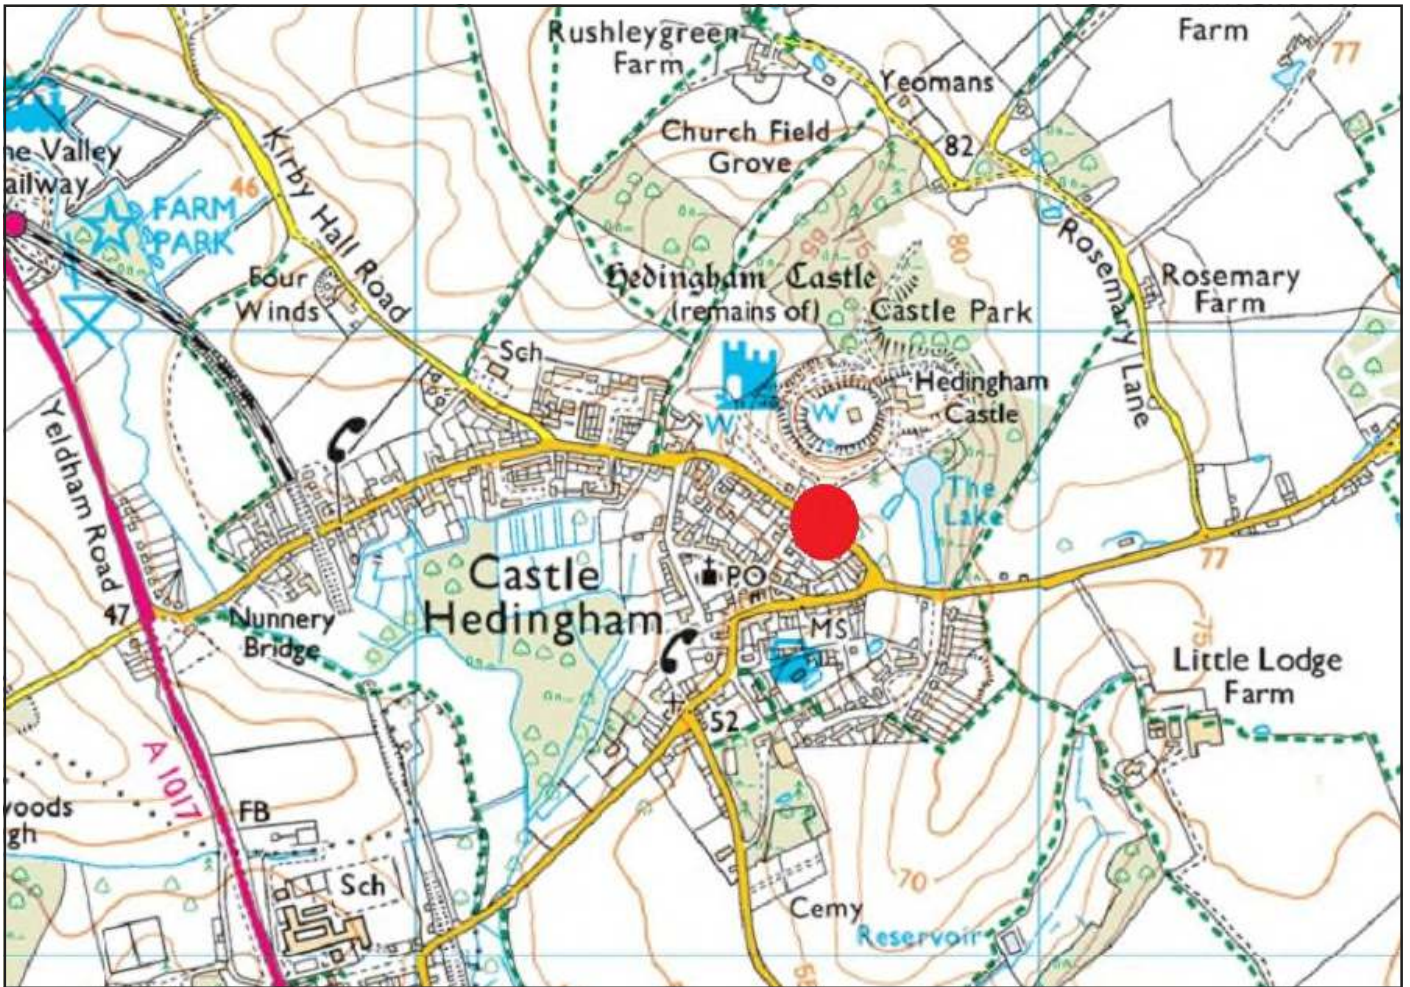 Rushleygreen
Farm
Farm
77
Yeomans
Church Field
Grove
82
ne Valley
ailway
46
FARM
PARK
Kirby Hall Road
Four
Winds
65
75
80
Hedingham Castle
(remains of)
Castle Park
Rosemary Lane
Rosemary
Farm
Sch
Hedingham
Castle
W
W
Yeldham Road
The
Lake
77
Castle
Hedingham
PO
MS
47
Nunnery
Bridge
75
Little Lodge
Farm
52
A 1017
woods
gh
FB
Sch
70
Cemy
Reservoir
55